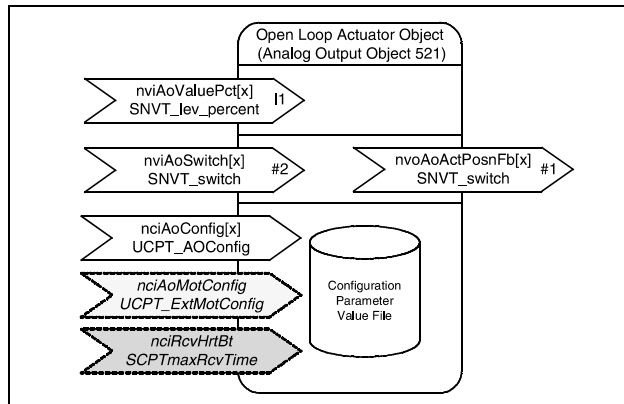 Open Loop Actuator Object
(Analog Output Object 521)
nviAoValuePct[x]
SNVT_lev_percent
I1
nviAoSwitch[x]
SNVT_switch
#2
nvoAoActPosnFb[x]
SNVT_switch
#1
nciAoConfig[x]
UCPT_AOConfig
nciAoMotConfig
UCPT_ExtMotConfig
nciRcvHrtBt
SCPTmaxRcvTime
Configuration
Parameter
Value File